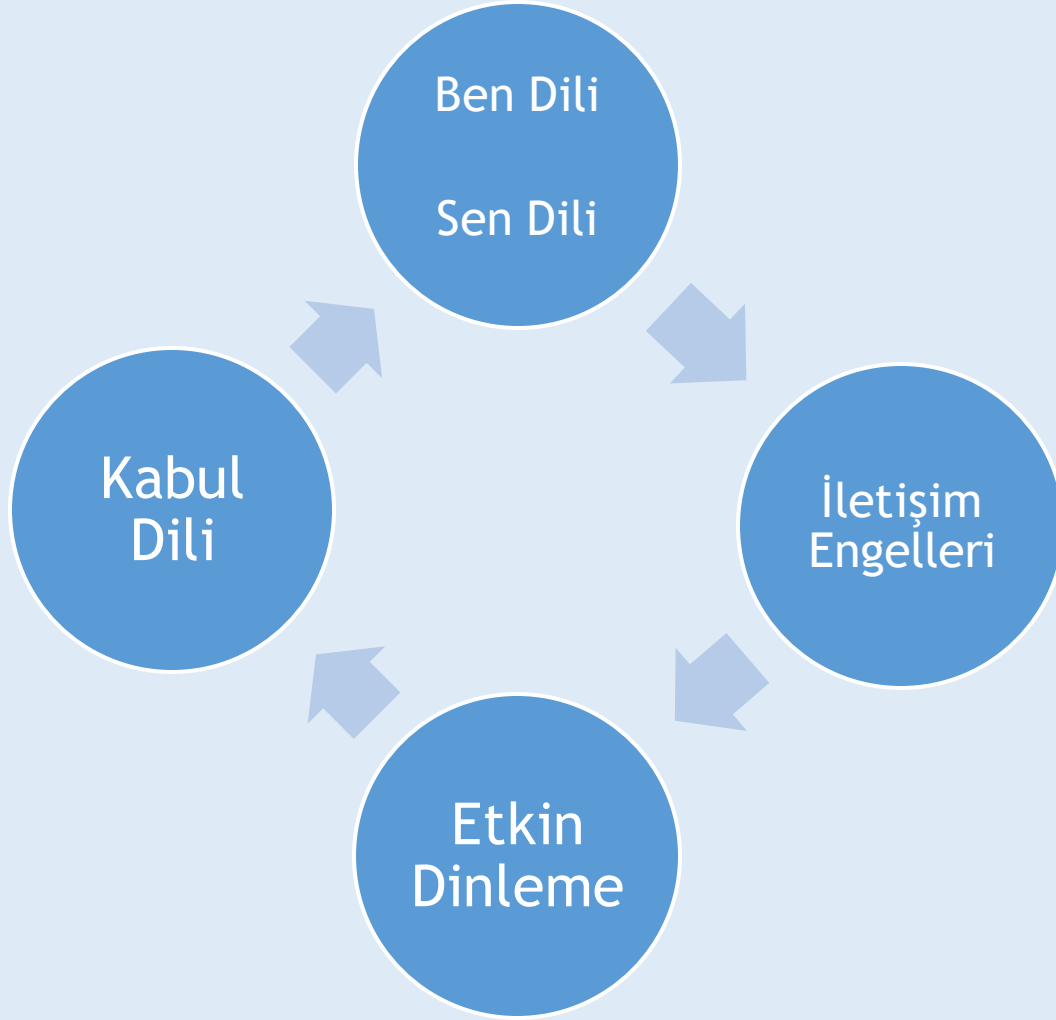 Ben Dili
Sen Dili
İletişim
Engelleri
Etkin
Dinleme
Kabul
Dili